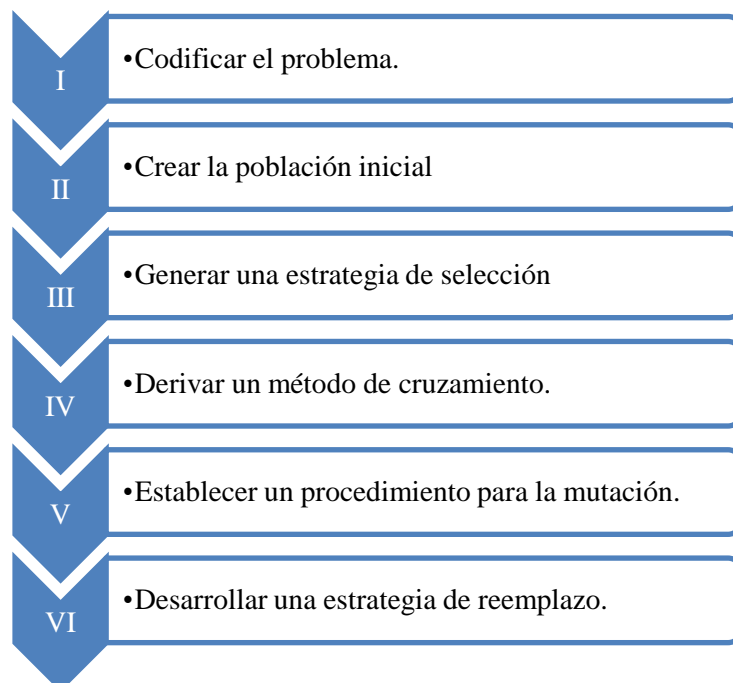 I
•Codificar el problema.
II
•Crear la población inicial
III
•Generar una estrategia de selección
IV
•Derivar un método de cruzamiento.
V
•Establecer un procedimiento para la mutación.
VI
•Desarrollar una estrategia de reemplazo.